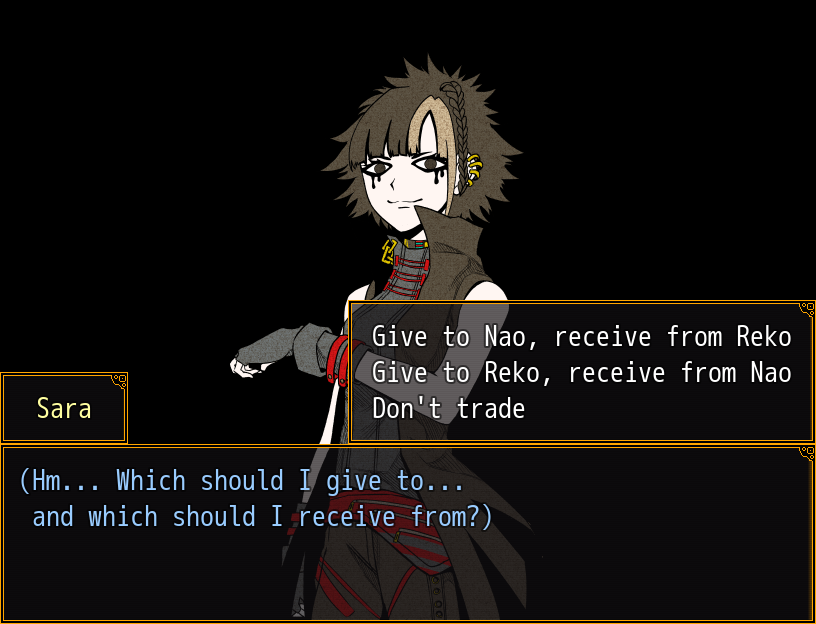 Give to Nao, receive from Reko
Give to Reko, receive from Nao
Don't trade
Sara
(Hm... Which should I give to...
and which should I receive from?)